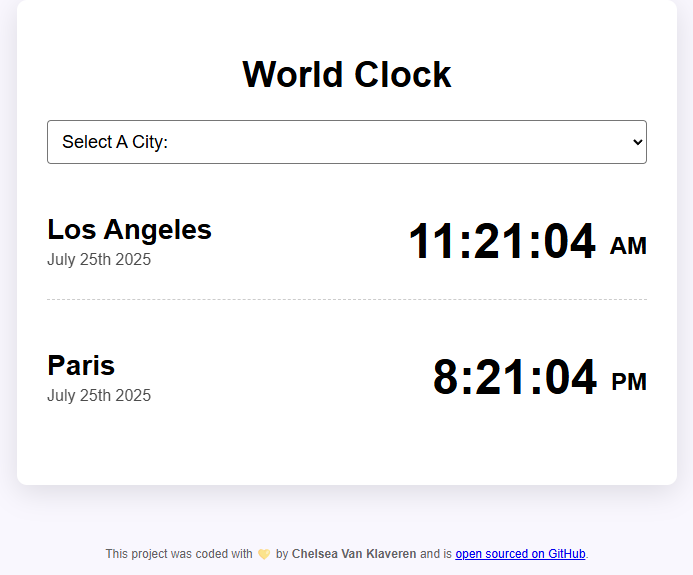 World Clock
Select A City:
Los Angeles
11:21:04 AM
July 25th 2025
Paris
8:21:04 PM
July 25th 2025
This project was coded with 💛 by Chelsea Van Klaveren and is open sourced on GitHub.